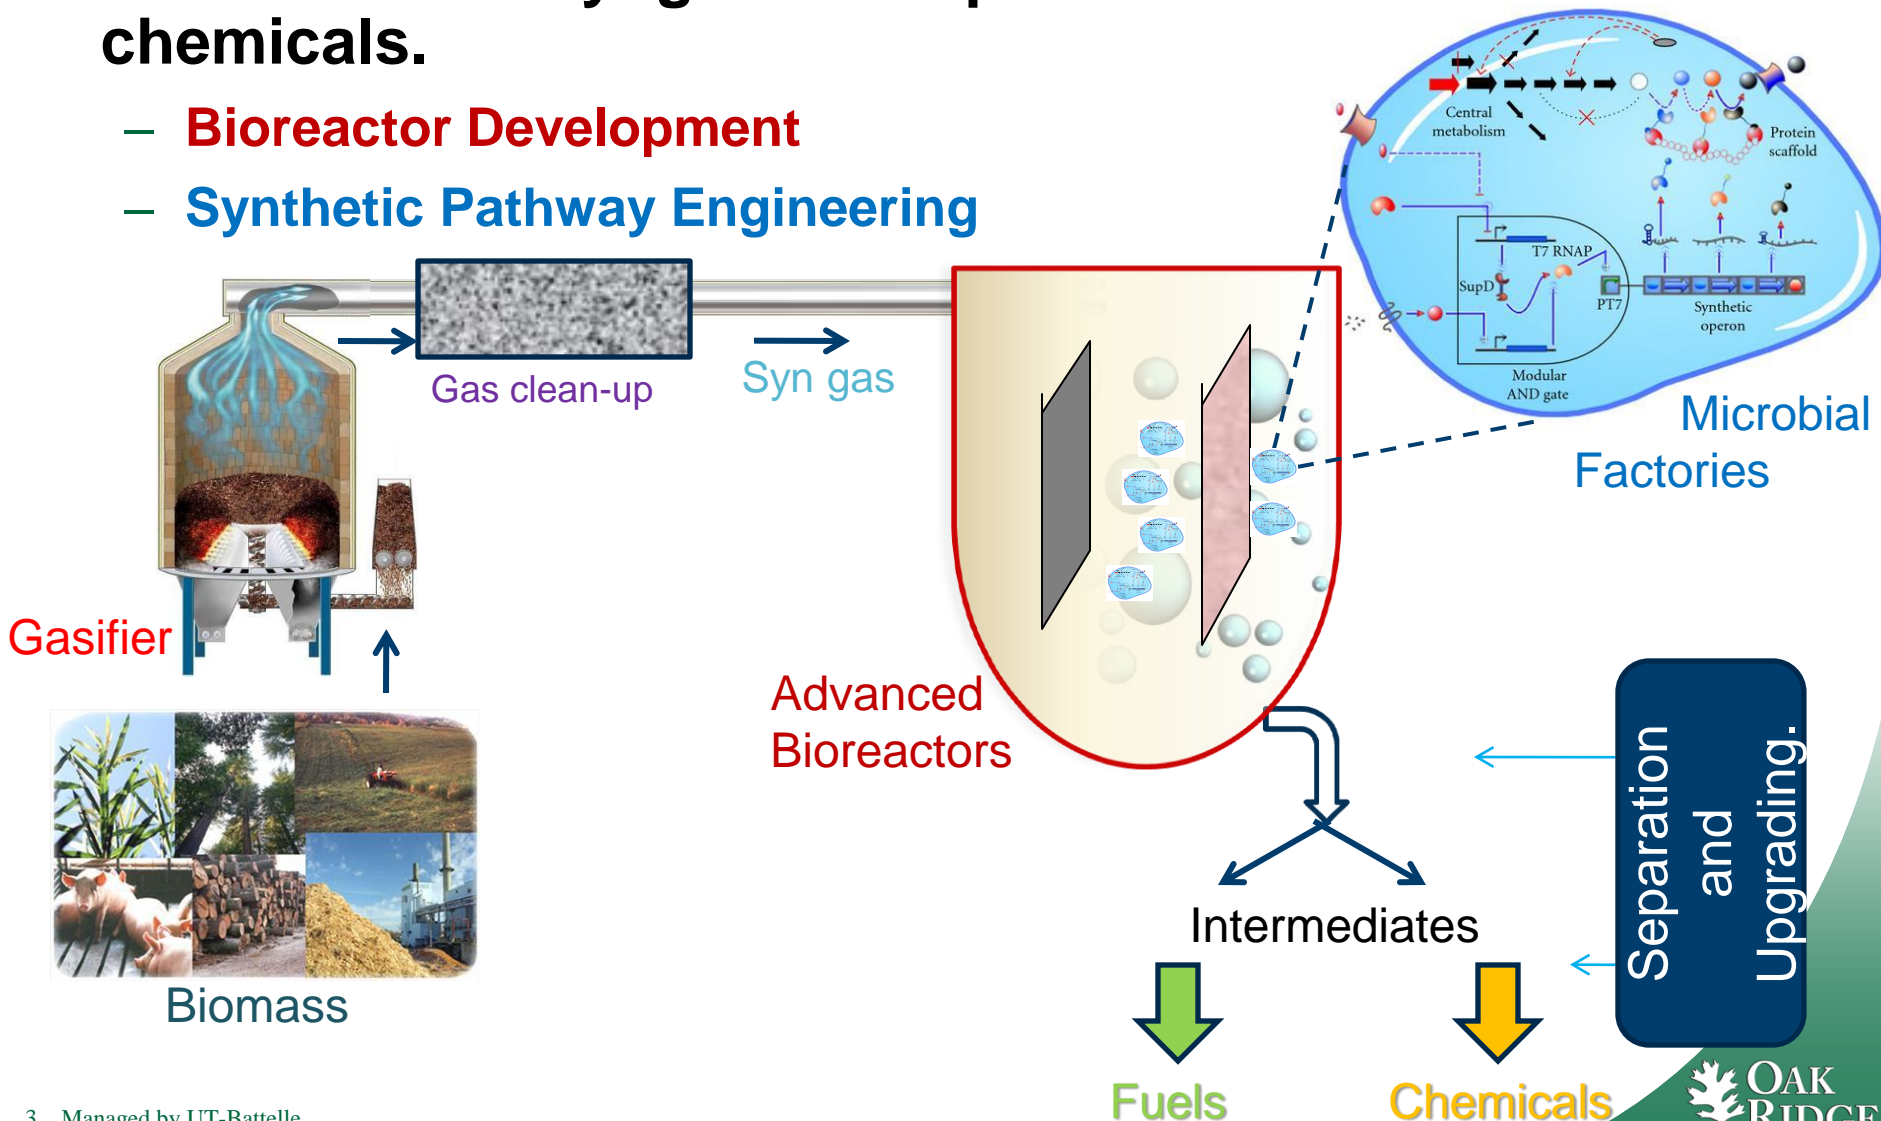 chemicals.
– Bioreactor Development
– Synthetic Pathway Engineering
Central
metabolism
Protein
scaffold
T7 RNAP
SupD
PT7
Synthetic
operon
Modular
AND gate
Microbial
Factories
Gas clean-up
Syn gas
Gasifier
Advanced
Bioreactors
Biomass
Intermediates
Separation
and
Upgrading.
Fuels
Chemicals
OAK
RIDGE
3 Managed by UT-Battelle